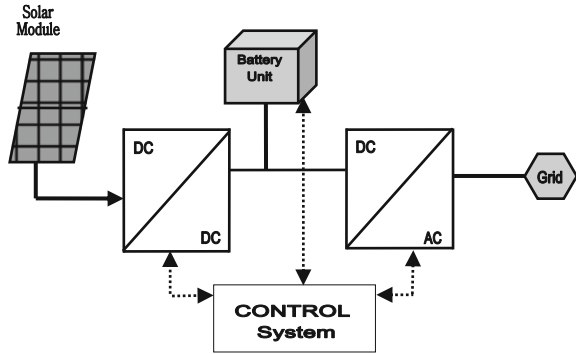 Solar
Module
Battery
Unit
DC
DC
DC
AC
Grid
CONTROL
System